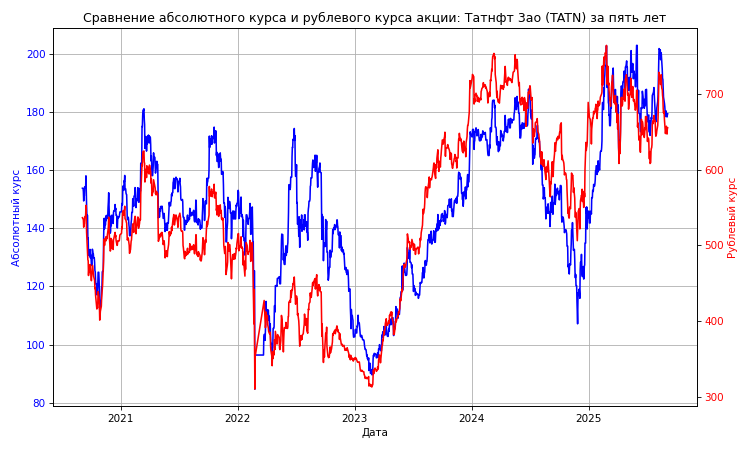 Сравнение абсолютного курса и рублевого курса акции: Татнфт 3ао (TATN) за пять лет
200
180
160
140
120
100
80
Абсолютный курс
700
600
500
400
300
Рублевый курс
2021 2022 2023 2024 2025
Дата